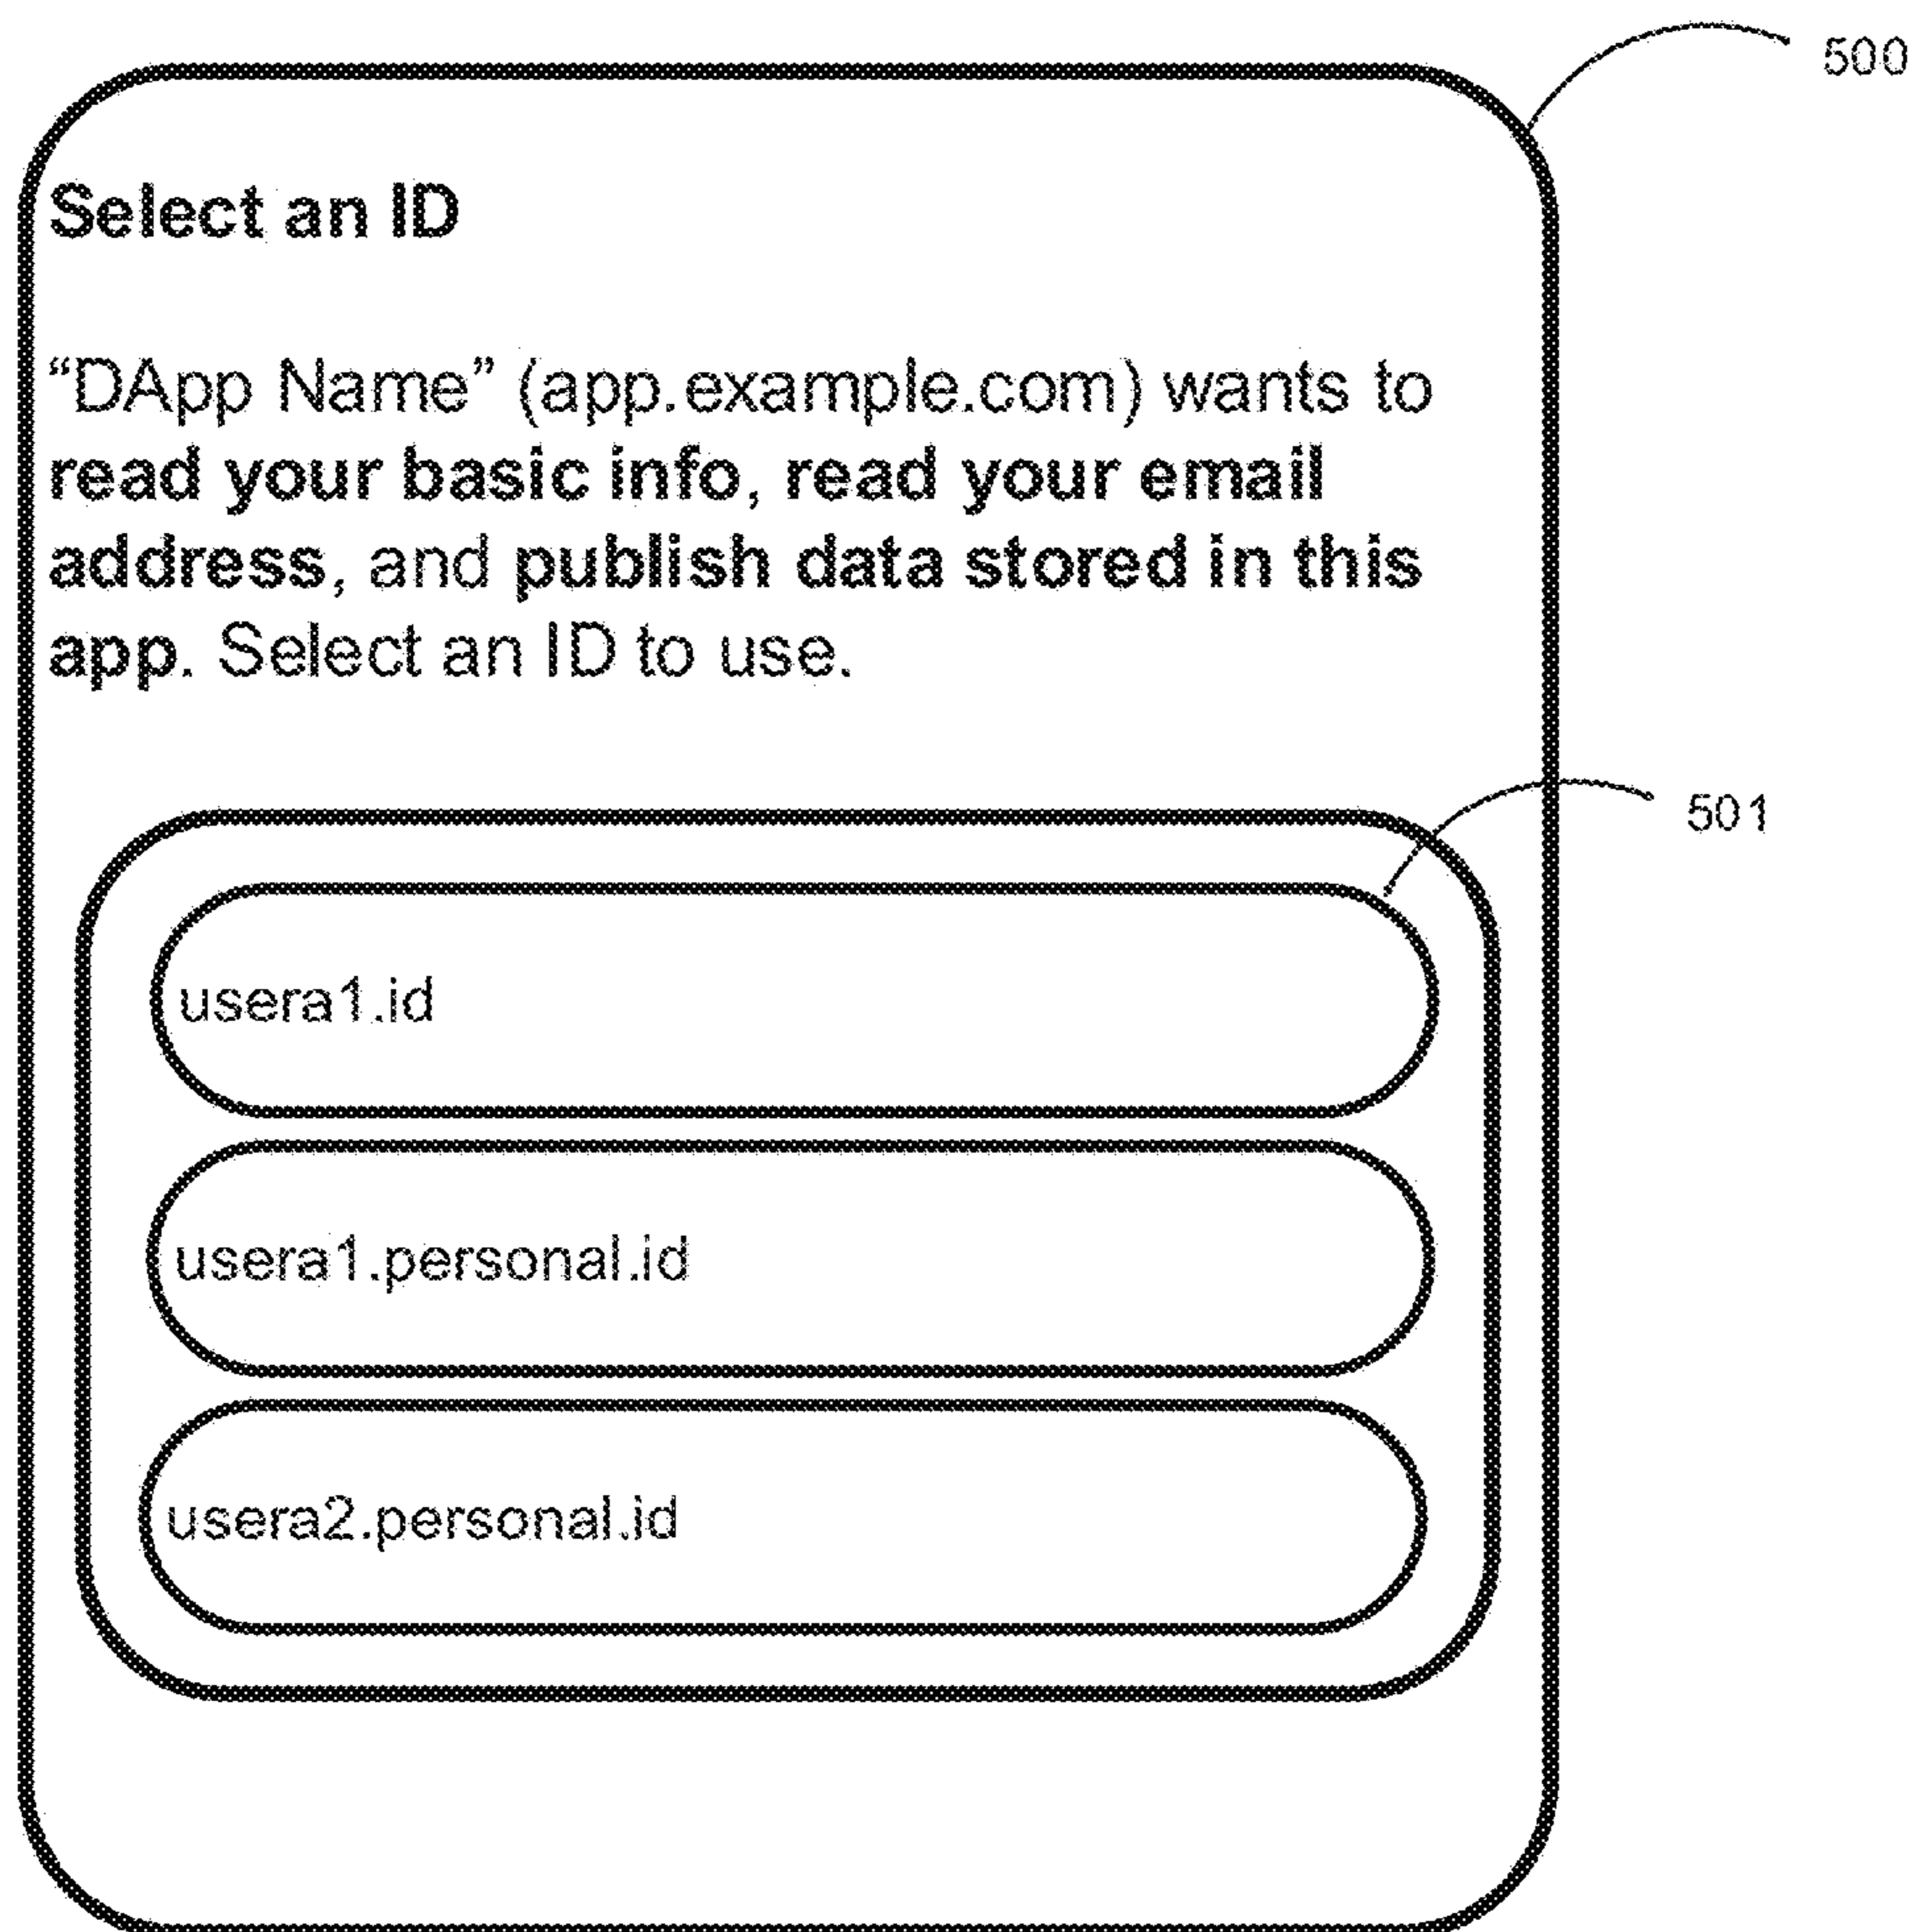 500
Select an ID
“DApp Name” (app.example.com) wants to
read your basic info, read your email
address, and publish data stored in this
app. Select an ID to use.
501
usera1.id
usera1.personal.id
usera2.personal.id